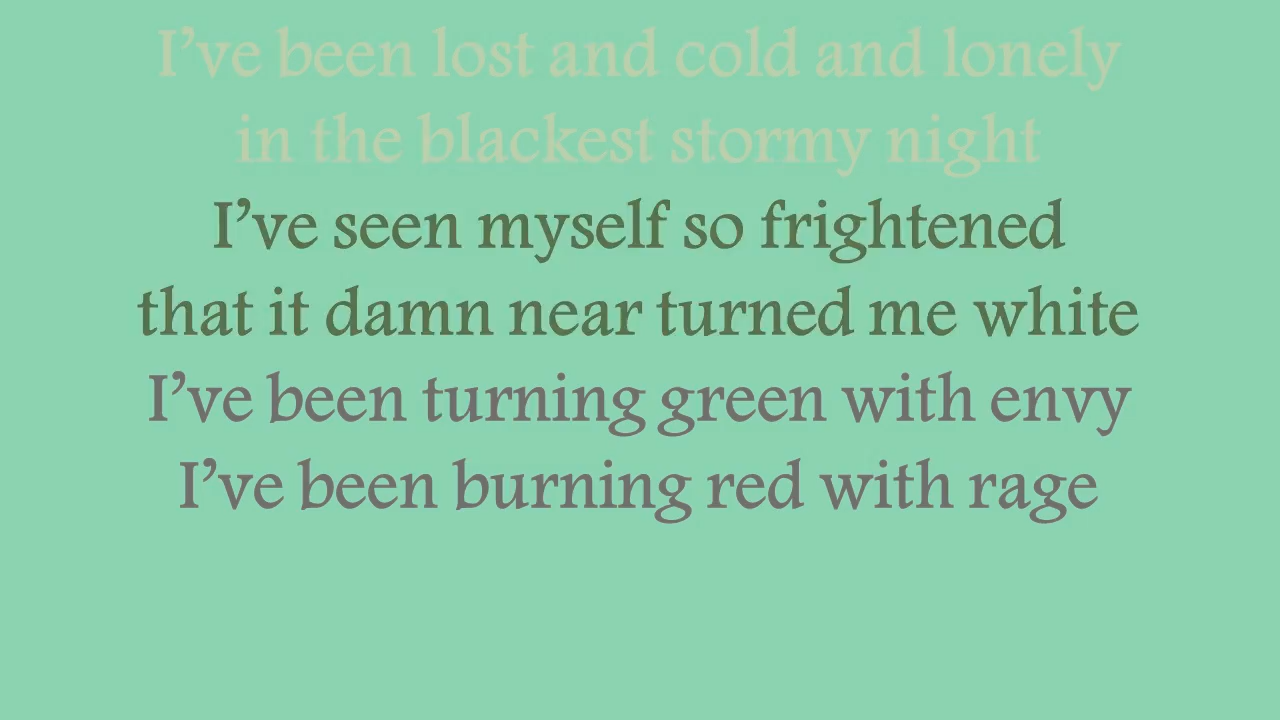 I’ve been lost and cold and lonely
in the blackest stormy night
I’ve seen myself so frightened
that it damn near turned me white
I’ve been turning green with envy
I’ve been burning red with rage